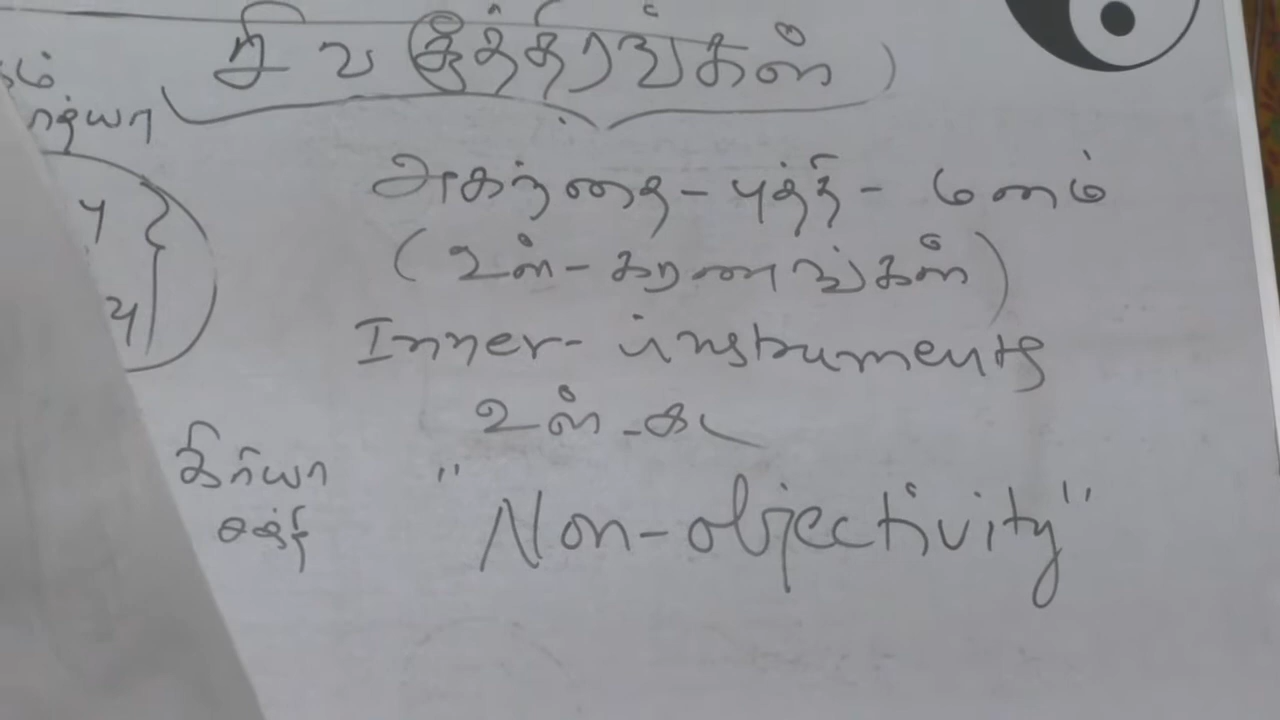 சிவ சூத்திரங்கள்
அகந்தை - புத்தி - மனம்
(உள் - கரணங்கள்)
Inner - instruments
உள் - கட
கிரியா
சக்தி
"Non-objectivity"